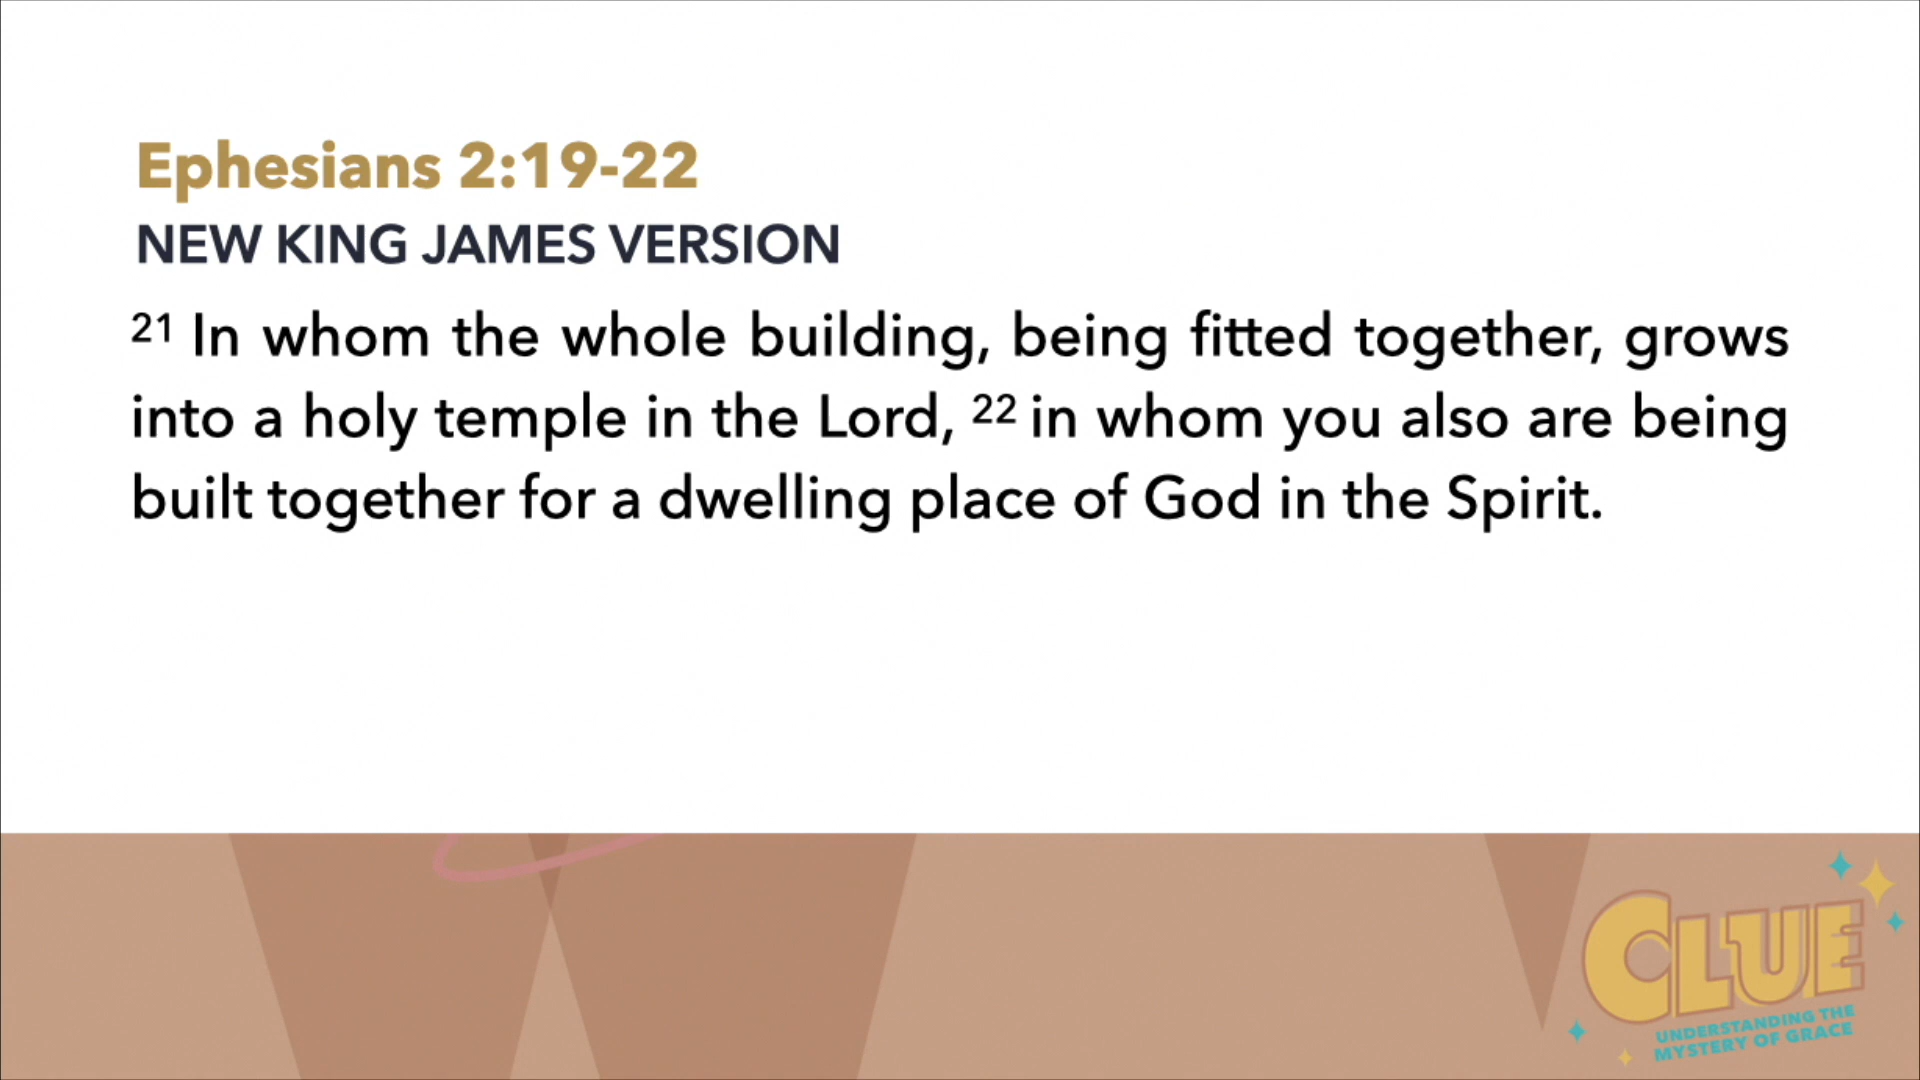 Ephesians 2:19-22
NEW KING JAMES VERSION
21 In whom the whole building, being fitted together, grows
into a holy temple in the Lord, 22 in whom you also are being
built together for a dwelling place of God in the Spirit.
CLUE
UNDERSTANDING THE
MYSTERY OF GRACE